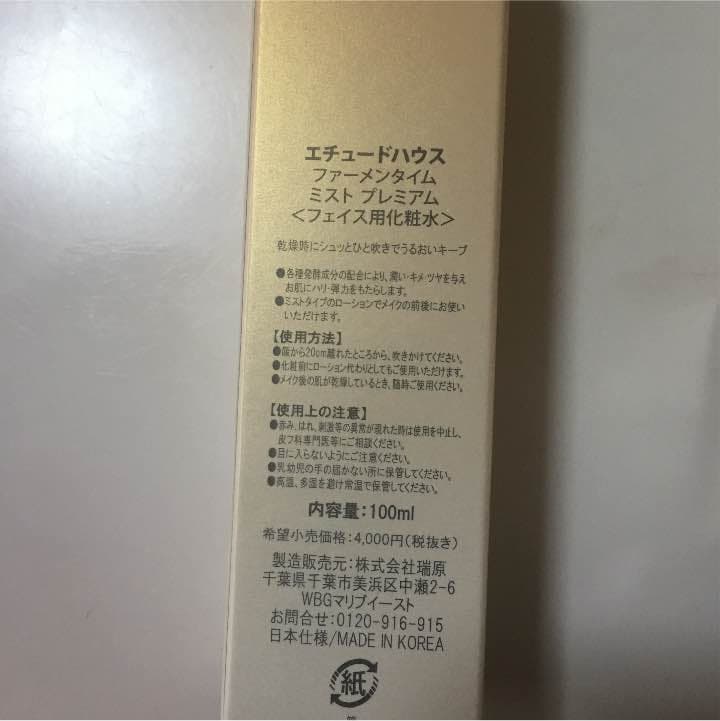 エチュードハウス
ファーメンタイム
ミスト プレミアム
<フェイス用化粧水>
乾燥時にシュッとひと吹きでうるおいキープ
●各種発酵成分の配合により、潤い・キメ・ツヤを与え
お肌にハリ・弾力をもたらします。
●ミストタイプのローションでメイクの前後にお使い
いただけます。
【使用方法】
●顔から20cm離れたところから、吹きかけてください。
●化粧前にローション代わりとしてもご使用いただけます。
●メイク後の肌が乾燥しているとき、随時ご使用ください。
【使用上の注意】
●赤み、はれ、刺激等の異常が現れた時は使用を中止し、
皮フ科専門医等にご相談ください。
●目に入らないようにご注意ください。
●乳幼児の手の届かない所に保管してください。
●高温、多湿を避け常温で保管してください。
内容量:100ml
希望小売価格:4,000円(税抜き)
製造販売元:株式会社瑞原
千葉県千葉市美浜区中瀬2-6
WBGマリブイースト
お問合せ:0120-916-915
日本仕様/MADE IN KOREA
紙